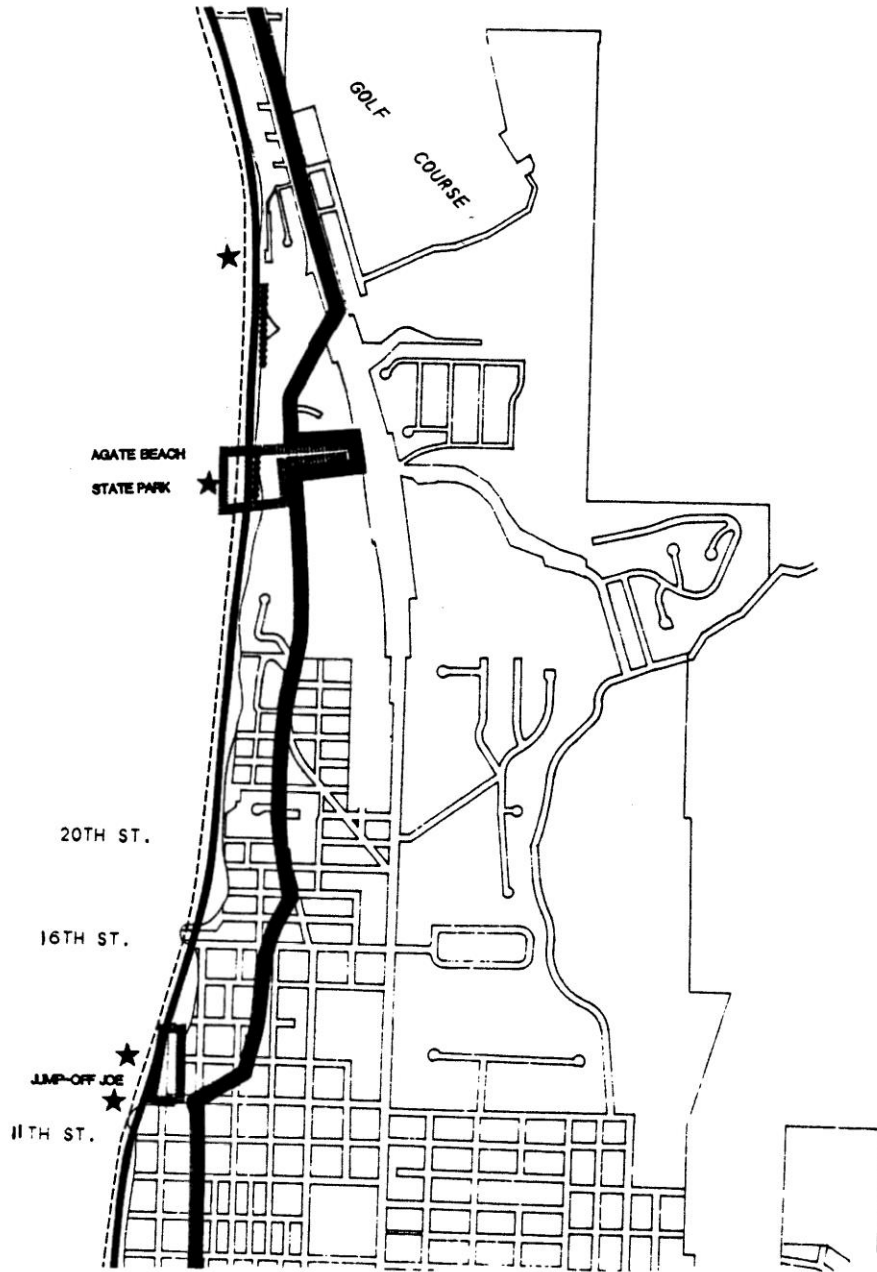 GOLF
COURSE
AGATE BEACH
STATE PARK
20TH ST.
16TH ST.
JUMP-OFF JOE
11TH ST.